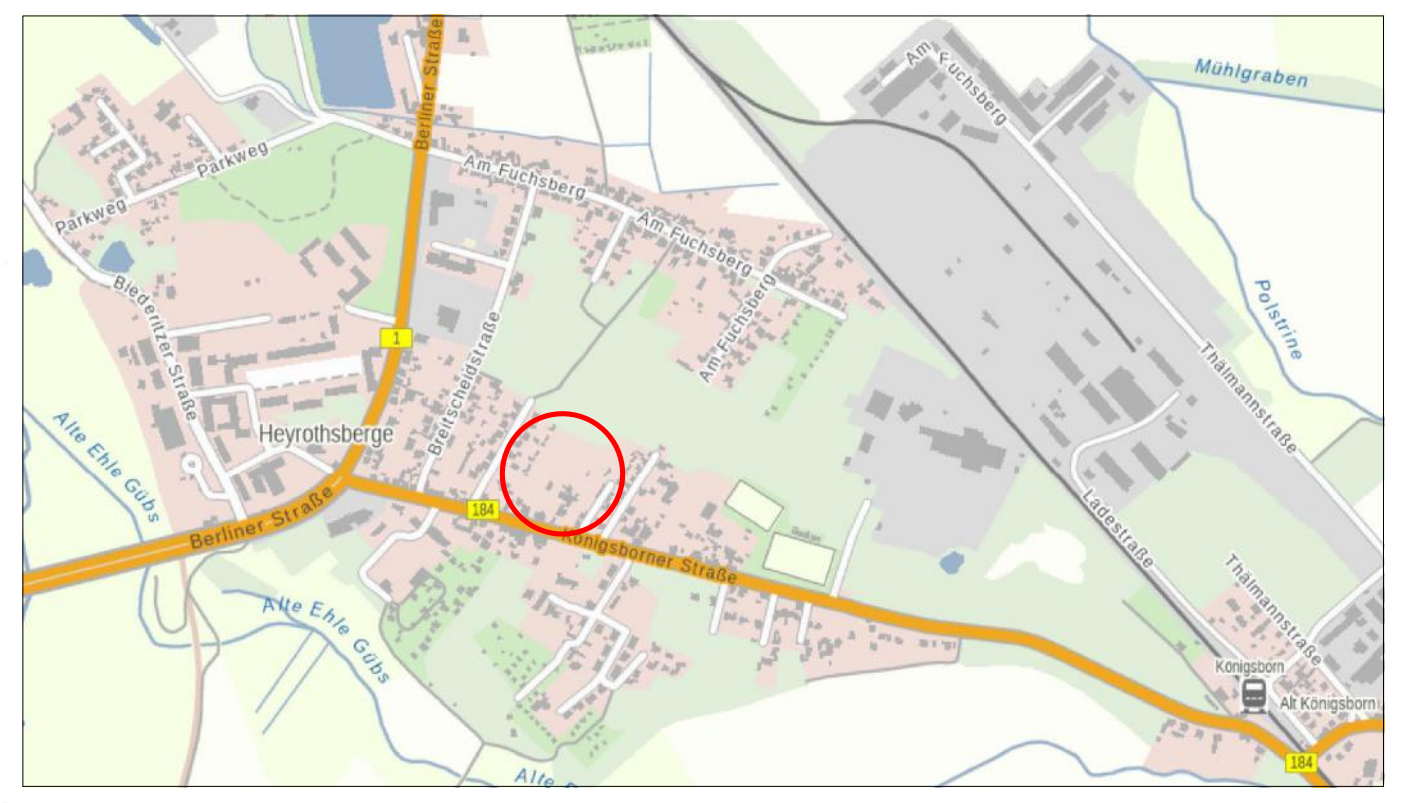 Berliner Straße
Am Fuchsberg
Mühlgraben
Parkweg
Am Fuchsberg
Parkweg
Am Fuchsberg
Biederitzer Straße
Am Fuchsberg
Polstrine
1
Breitscheidstraße
Thälmannstraße
Alte Ehle Gübs
Heyrothsberge
184
Berliner Straße
Königsborner Straße
Ladestraße
Alte Ehle Gübs
Thälmannstraße
Königsborn
Alt Königsborn
184
Alte